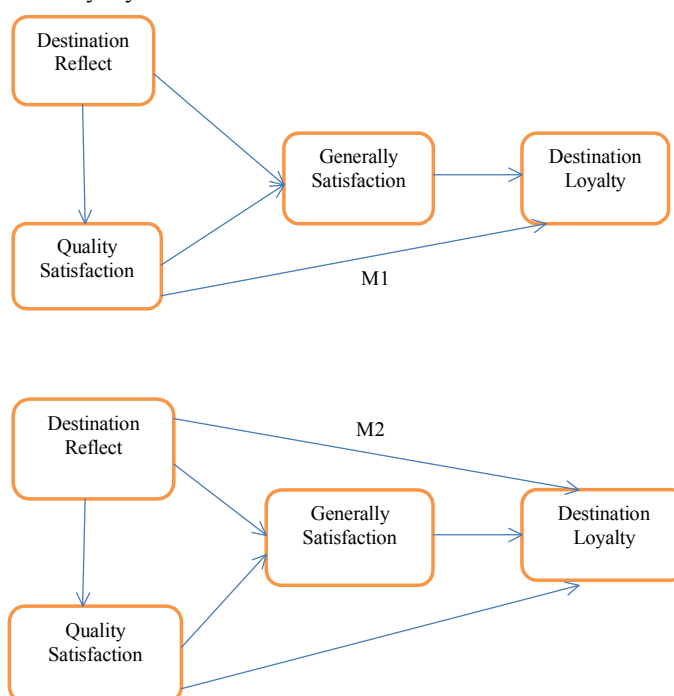 Destination
Reflect
Generally
Satisfaction
Destination
Loyalty
Quality
Satisfaction
M1
Destination
Reflect
M2
Generally
Satisfaction
Destination
Loyalty
Quality
Satisfaction